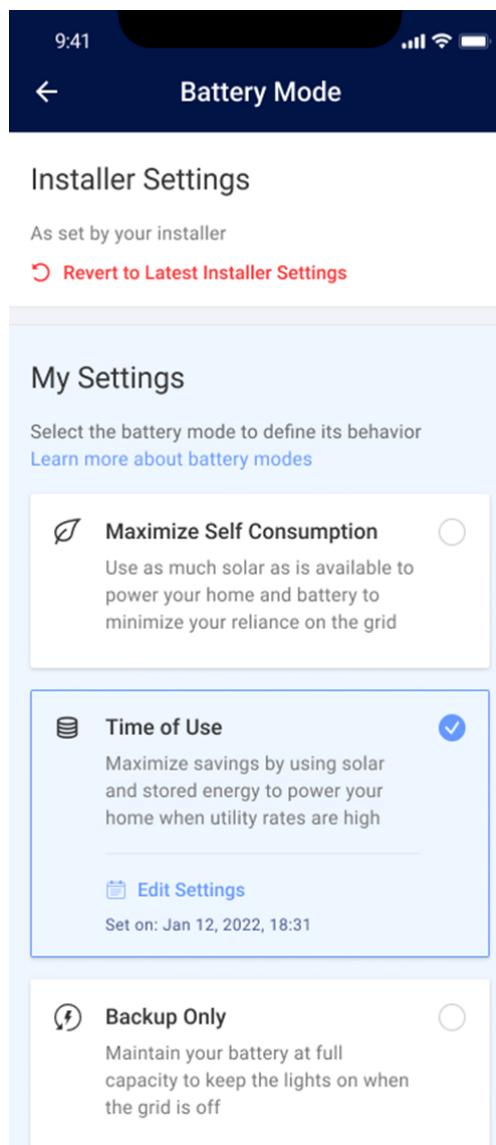 9:41
Battery Mode
Installer Settings
As set by your installer
Revert to Latest Installer Settings
My Settings
Select the battery mode to define its behavior
Learn more about battery modes
Maximize Self Consumption
Use as much solar as is available to
power your home and battery to
minimize your reliance on the grid
Time of Use
Maximize savings by using solar
and stored energy to power your
home when utility rates are high
Edit Settings
Set on: Jan 12, 2022, 18:31
Backup Only
Maintain your battery at full
capacity to keep the lights on when
the grid is off